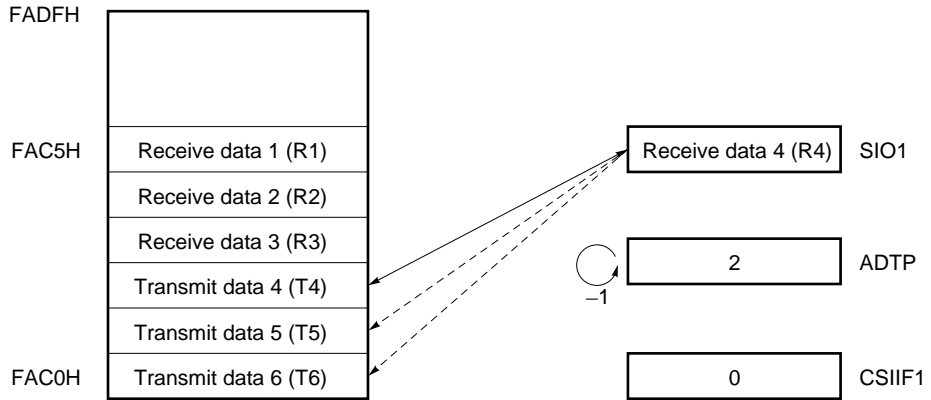 FADFH
FAC5H
Receive data 1 (R1)
Receive data 4 (R4)
SIO1
Receive data 2 (R2)
Receive data 3 (R3)
2
ADTP
–1
Transmit data 4 (T4)
Transmit data 5 (T5)
FAC0H
Transmit data 6 (T6)
0
CSIIF1